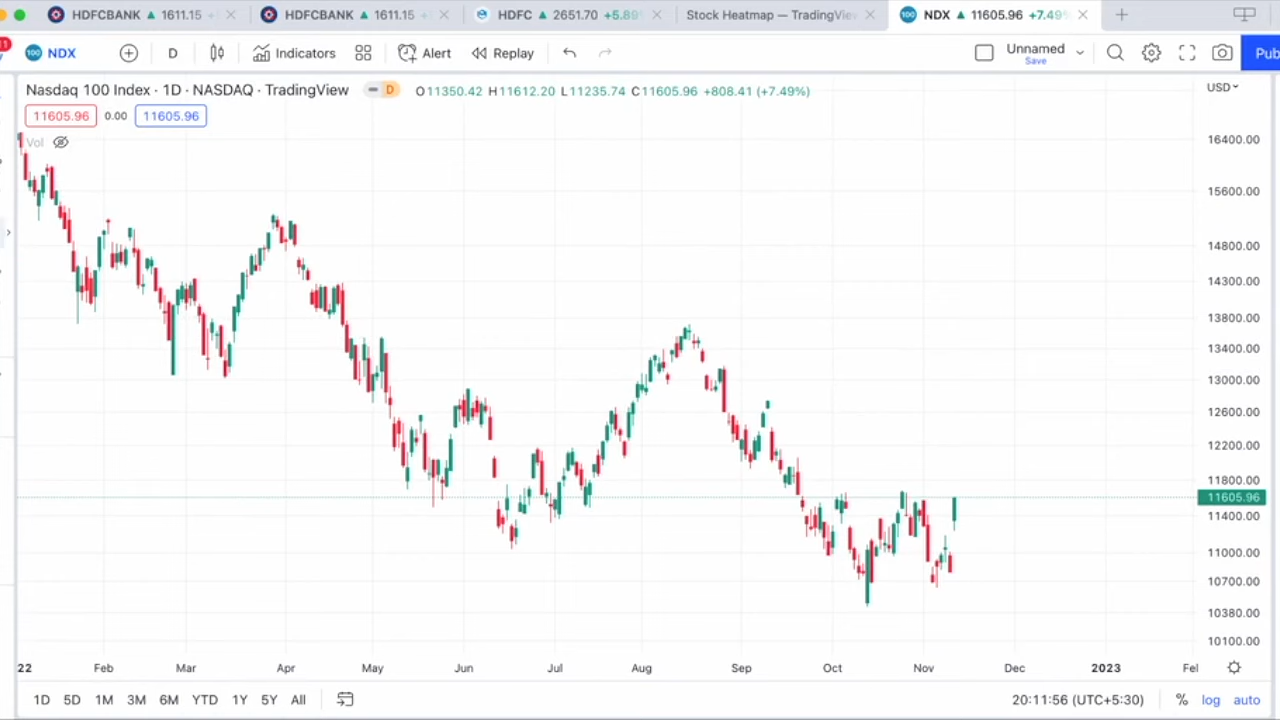 HDFCBANK ▲ 1611.15
HDFCBANK ▲ 1611.15
HDFC ▲ 2651.70 +5.89
Stock Heatmap — TradingView
NDX ▲ 11605.96 +7.49%
11
100 NDX
D
Indicators
Alert
Replay
Unnamed
Save
Pub
Nasdaq 100 Index · 1D · NASDAQ · TradingView
D
O11350.42 H11612.20 L11235.74 C11605.96 +808.41 (+7.49%)
USD
11605.96 0.00 11605.96
Vol
16400.00
15600.00
14800.00
14300.00
13800.00
13400.00
13000.00
12600.00
12200.00
11800.00
11605.96
11400.00
11000.00
10700.00
10380.00
10100.00
22 Feb Mar Apr May Jun Jul Aug Sep Oct Nov Dec 2023 Fel
1D 5D 1M 3M 6M YTD 1Y 5Y All
20:11:56 (UTC+5:30) % log auto